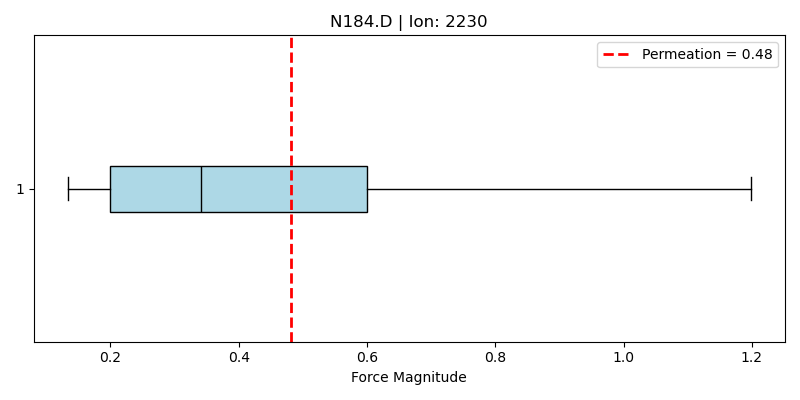 N184.D | Ion: 2230
Permeation = 0.48
1
0.2 0.4 0.6 0.8 1.0 1.2
Force Magnitude